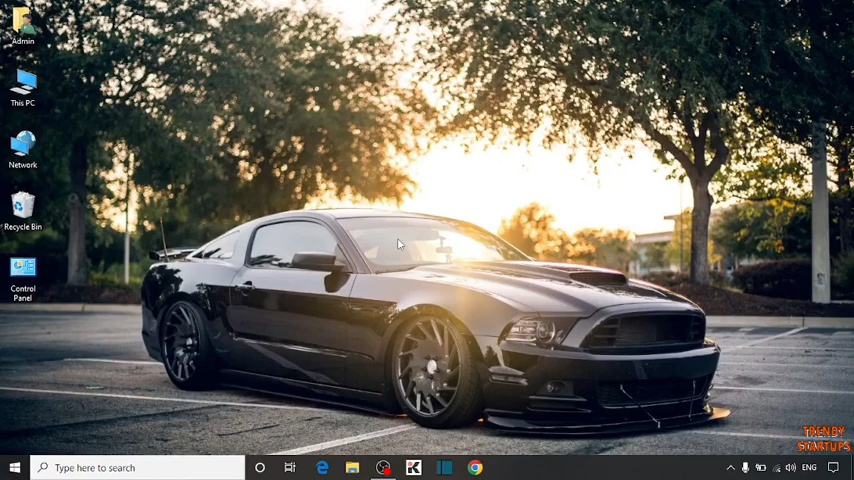 Admin
This PC
Network
Recycle Bin
Control
Panel
TRENDY
STARTUPS
Type here to search
ENG